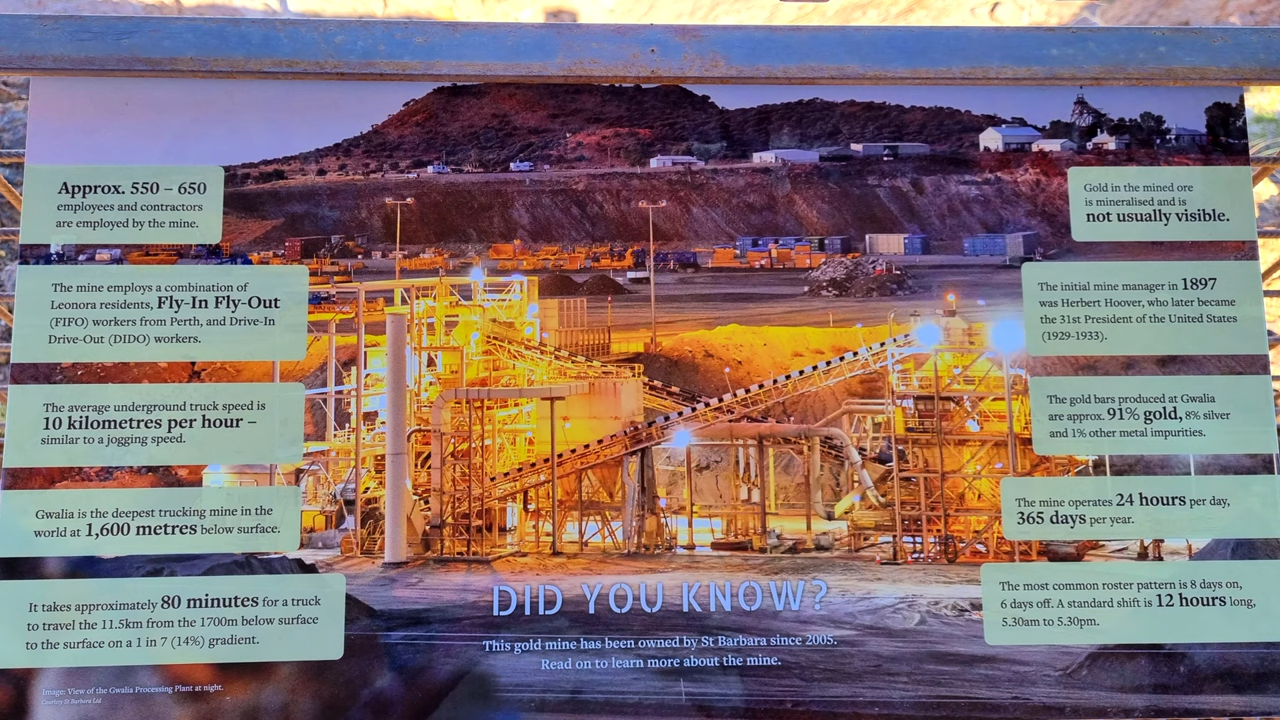 Approx. 550 – 650
employees and contractors
are employed by the mine.
The mine employs a combination of
Leonora residents, Fly-In Fly-Out
(FIFO) workers from Perth, and Drive-In
Drive-Out (DIDO) workers.
The average underground truck speed is
10 kilometres per hour –
similar to a jogging speed.
Gwalia is the deepest trucking mine in the
world at 1,600 metres below surface.
It takes approximately 80 minutes for a truck
to travel the 11.5km from the 1700m below surface
to the surface on a 1 in 7 (14%) gradient.
Image: View of the Gwalia Processing Plant at night.
Courtesy St Barbara Ltd
DID YOU KNOW?
This gold mine has been owned by St Barbara since 2005.
Read on to learn more about the mine.
Gold in the mined ore
is mineralised and is
not usually visible.
The initial mine manager in 1897
was Herbert Hoover, who later became
the 31st President of the United States
(1929-1933).
The gold bars produced at Gwalia
are approx. 91% gold, 8% silver
and 1% other metal impurities.
The mine operates 24 hours per day,
365 days per year.
The most common roster pattern is 8 days on,
6 days off. A standard shift is 12 hours long,
5.30am to 5.30pm.